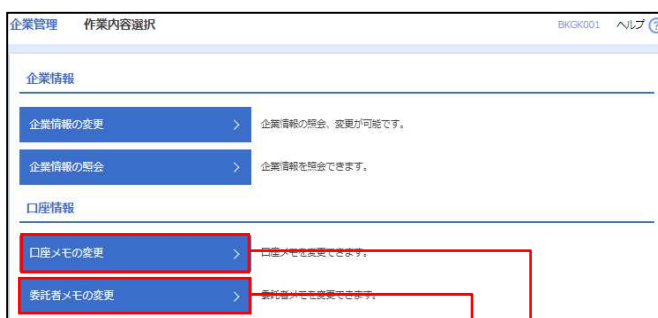 企業管理 作業内容選択 BKGK001 ヘルプ ?
企業情報
企業情報の変更 > 企業情報の照会、変更が可能です。
企業情報の照会 > 企業情報を照会できます。
口座情報
口座メモの変更 > 口座メモを変更できます。
委託者メモの変更 > 委託者メモを変更できます。